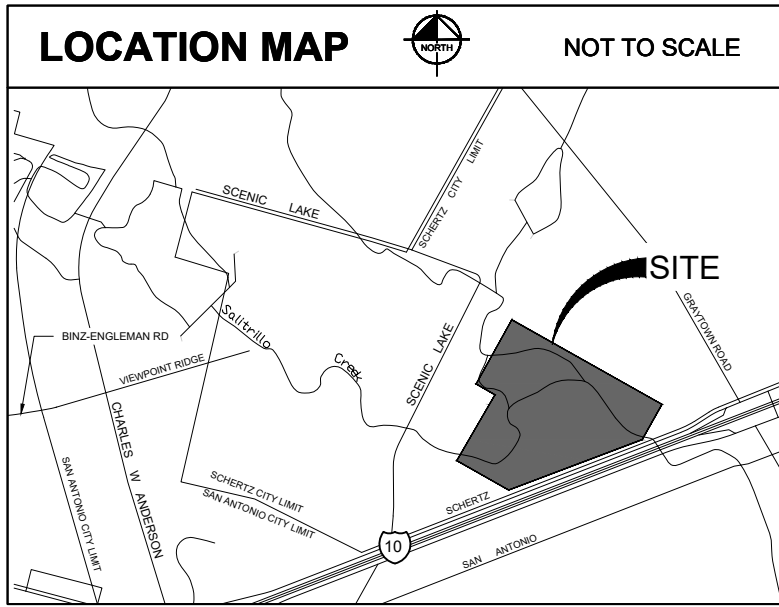 LOCATION MAP
NORTH
NOT TO SCALE
SCENIC LAKE
SCHERTZ CITY LIMIT
SITE
GRAYTOWN ROAD
BINZ-ENGLEMAN RD
Salitrillo Creek
VIEWPOINT RIDGE
SCENIC LAKE
CHARLES W ANDERSON
SAN ANTONIO CITY LIMIT
SCHERTZ CITY LIMIT
SAN ANTONIO CITY LIMIT
SCHERTZ
10
SAN ANTONIO